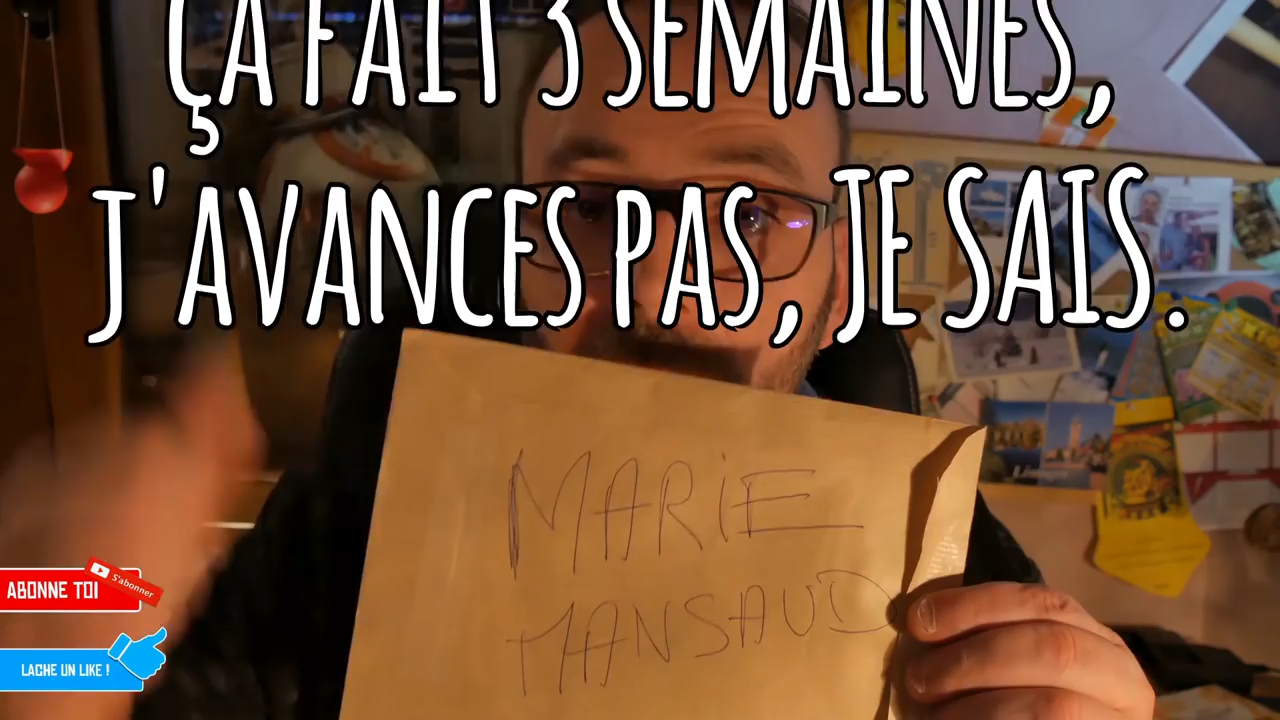 ÇA FAIT 3 SEMAINES,
J'AVANCES PAS, JE SAIS.
MARIE
MANSAUD
ABONNE TOI
S'abonner
LACHE UN LIKE !